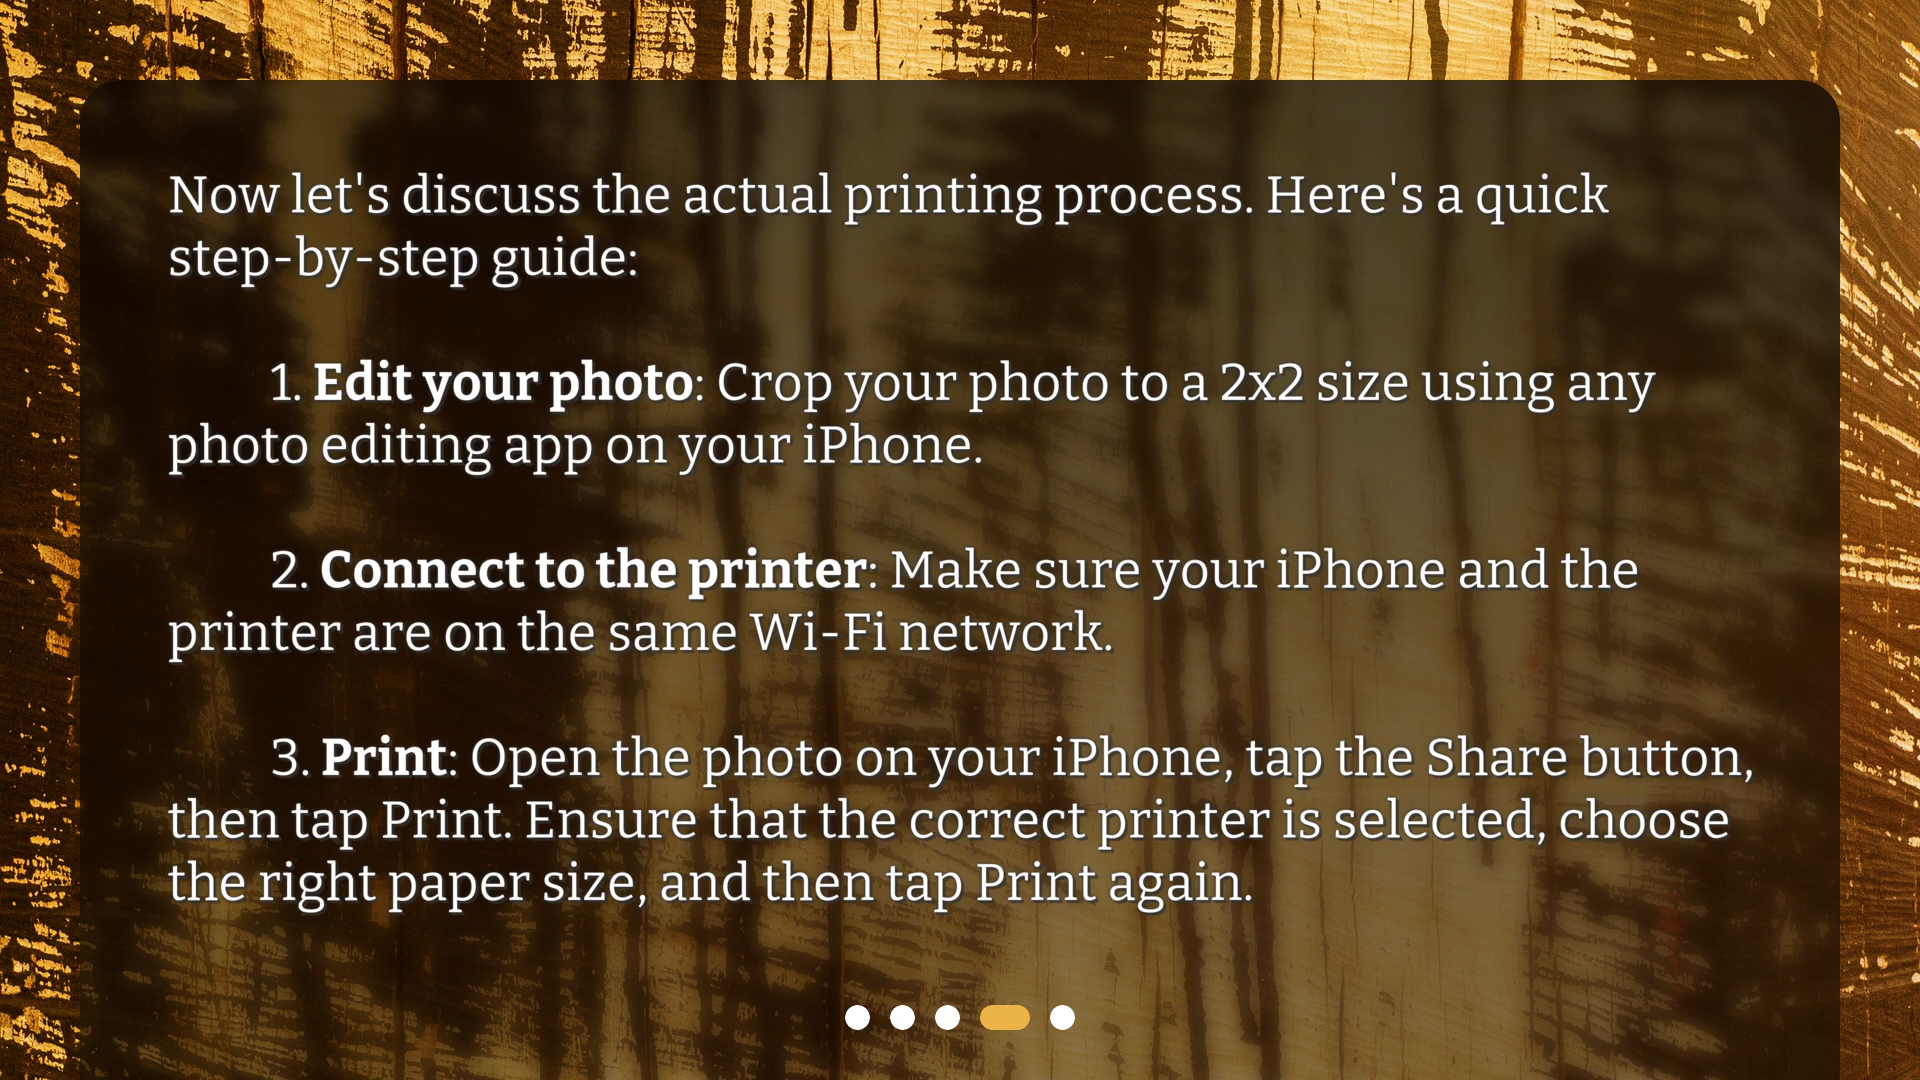 Now let's discuss the actual printing process. Here's a quick
step-by-step guide:
1. Edit your photo: Crop your photo to a 2x2 size using any
photo editing app on your iPhone.
2. Connect to the printer: Make sure your iPhone and the
printer are on the same Wi-Fi network.
3. Print: Open the photo on your iPhone, tap the Share button,
then tap Print. Ensure that the correct printer is selected, choose
the right paper size, and then tap Print again.